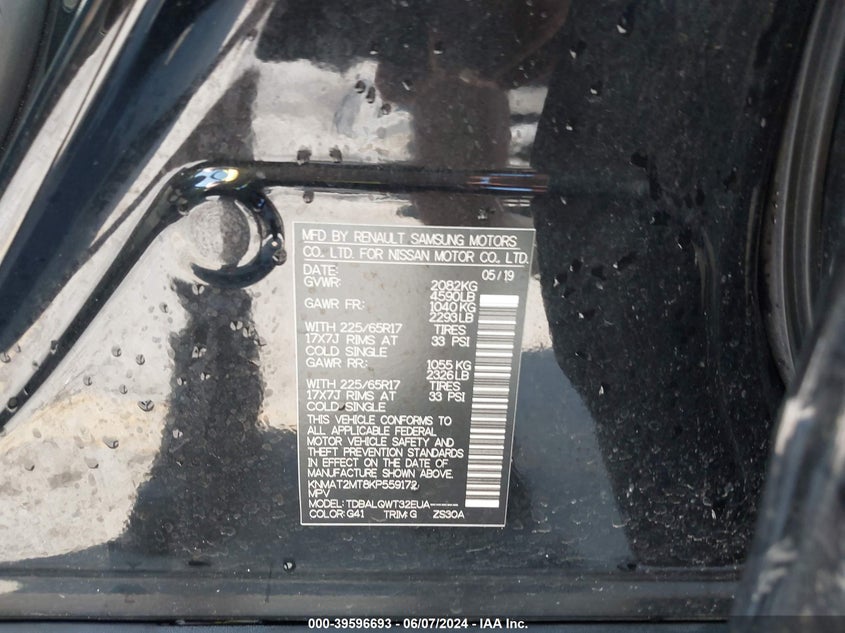 MFD BY RENAULT SAMSUNG MOTORS
CO., LTD. FOR NISSAN MOTOR CO., LTD.
DATE: 05/19
GVWR: 2082KG
4590LB
GAWR FR: 1040KG
2293LB
WITH 225/65R17 TIRES
17X7J RIMS AT 33 PSI
COLD SINGLE
GAWR RR: 1055 KG
2326LB
WITH 225/65R17 TIRES
17X7J RIMS AT 33 PSI
COLD SINGLE
THIS VEHICLE CONFORMS TO
ALL APPLICABLE FEDERAL
MOTOR VEHICLE SAFETY AND
THEFT PREVENTION STANDARDS
IN EFFECT ON THE DATE OF
MANUFACTURE SHOWN ABOVE.
KNMAT2MT8KP559172
MPV
MODEL: TDBALQWT32EUA-----
COLOR: G41 TRIM: G ZS30A
000-39596693 - 06/07/2024 - IAA Inc.